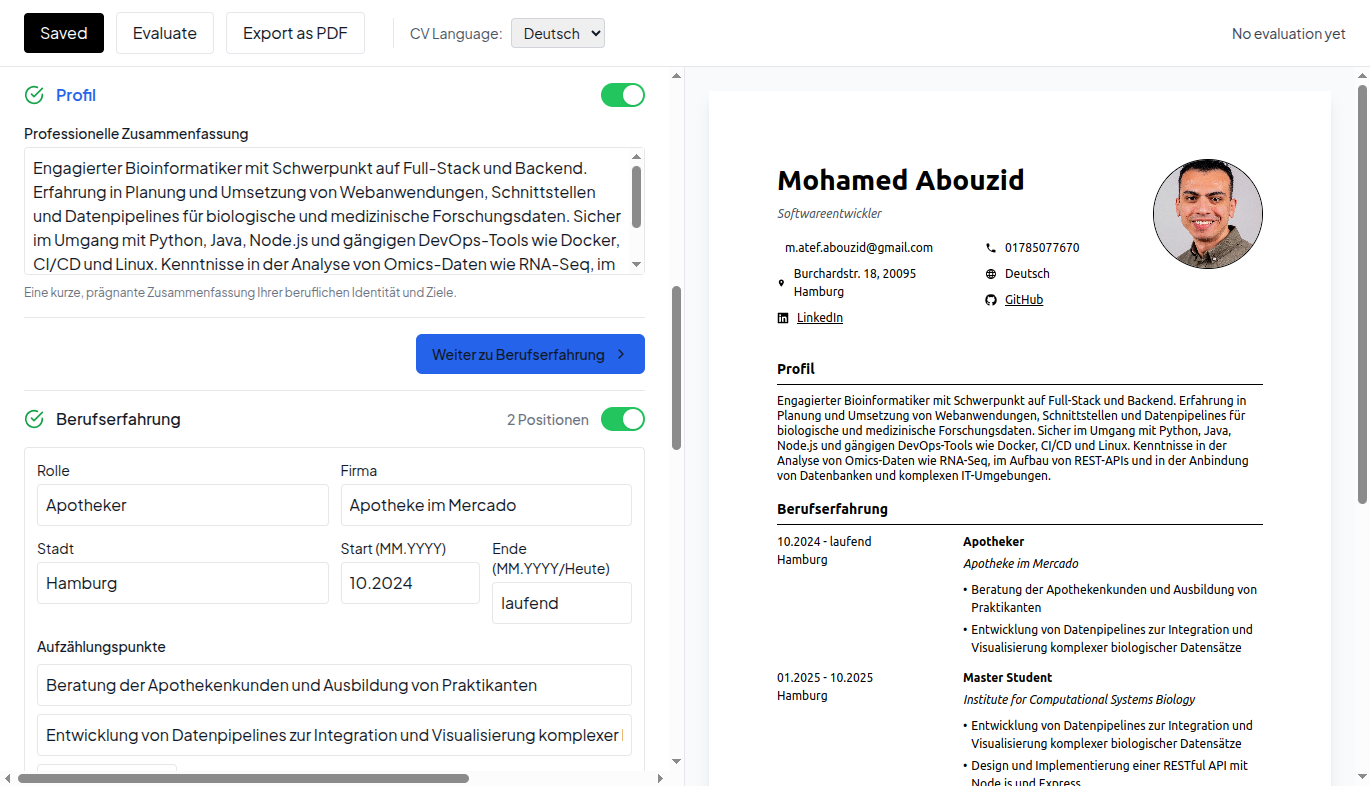 Saved
Evaluate
Export as PDF
CV Language:
Deutsch
No evaluation yet
Profil
Professionelle Zusammenfassung
Engagierter Bioinformatiker mit Schwerpunkt auf Full-Stack und Backend.
Erfahrung in Planung und Umsetzung von Webanwendungen, Schnittstellen
und Datenpipelines für biologische und medizinische Forschungsdaten. Sicher
im Umgang mit Python, Java, Node.js und gängigen DevOps-Tools wie Docker,
CI/CD und Linux. Kenntnisse in der Analyse von Omics-Daten wie RNA-Seq, im
Eine kurze, prägnante Zusammenfassung Ihrer beruflichen Identität und Ziele.
Weiter zu Berufserfahrung
Berufserfahrung
2 Positionen
Rolle
Firma
Apotheker
Apotheke im Mercado
Stadt
Start (MM.YYYY)
Ende
(MM.YYYY/Heute)
Hamburg
10.2024
laufend
Aufzählungspunkte
Beratung der Apothekenkunden und Ausbildung von Praktikanten
Entwicklung von Datenpipelines zur Integration und Visualisierung komplexer
Mohamed Abouzid
Softwareentwickler
m.atef.abouzid@gmail.com
01785077670
Burchardstr. 18, 20095
Hamburg
Deutsch
GitHub
LinkedIn
Profil
Engagierter Bioinformatiker mit Schwerpunkt auf Full-Stack und Backend. Erfahrung in
Planung und Umsetzung von Webanwendungen, Schnittstellen und Datenpipelines für
biologische und medizinische Forschungsdaten. Sicher im Umgang mit Python, Java,
Node.js und gängigen DevOps-Tools wie Docker, CI/CD und Linux. Kenntnisse in der
Analyse von Omics-Daten wie RNA-Seq, im Aufbau von REST-APIs und in der Anbindung
von Datenbanken und komplexen IT-Umgebungen.
Berufserfahrung
10.2024 - laufend
Hamburg
Apotheker
Apotheke im Mercado
• Beratung der Apothekenkunden und Ausbildung von
Praktikanten
• Entwicklung von Datenpipelines zur Integration und
Visualisierung komplexer biologischer Datensätze
01.2025 - 10.2025
Hamburg
Master Student
Institute for Computational Systems Biology
• Entwicklung von Datenpipelines zur Integration und
Visualisierung komplexer biologischer Datensätze
• Design und Implementierung einer RESTful API mit
Node.js und Express